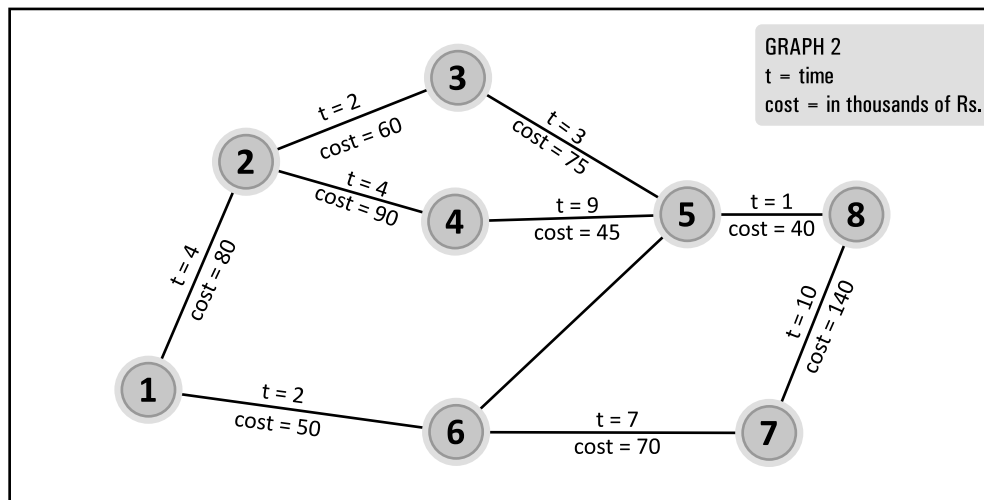 GRAPH 2
t = time
cost = in thousands of Rs.
3
t = 2
cost = 60
t = 3
cost = 75
2
t = 4
cost = 90
4
t = 9
cost = 45
5
t = 1
cost = 40
8
t = 4
cost = 80
t = 10
cost = 140
1
t = 2
cost = 50
6
t = 7
cost = 70
7